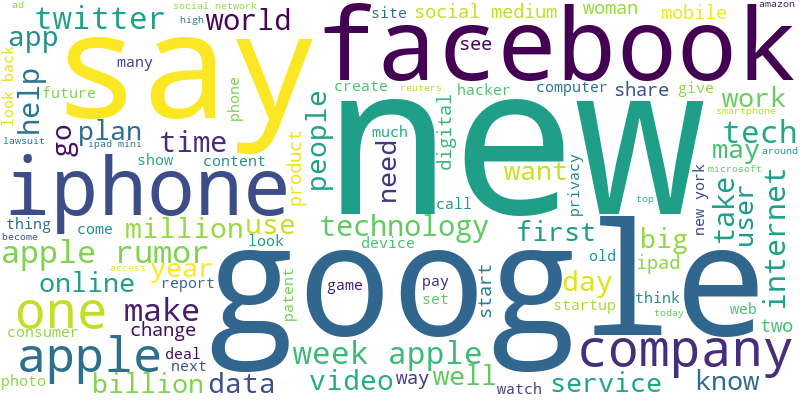 ad
social network
high
twitter
world
site
social medium
woman
mobile
amazon
say
facebook
app
many
see
look back
help
future
phone
create
hacker
computer
share
give
work
reuters
smartphone
lawsuit
go
plan
ipad mini
time
product
people
new
much
digital
tech
need
may
around
show
content
want
privacy
microsoft
iphone
call
top
new york
take
user
internet
thing
come
million
use
technology
first
become
apple rumor
look
device
old
big
google
access
year
online
report
patent
game
pay
set
start
day
ipad
startup
think
web
one
make
today
two
consumer
change
apple
deal
week apple
company
next
photo
billion
data
video
way
well
watch
service
know